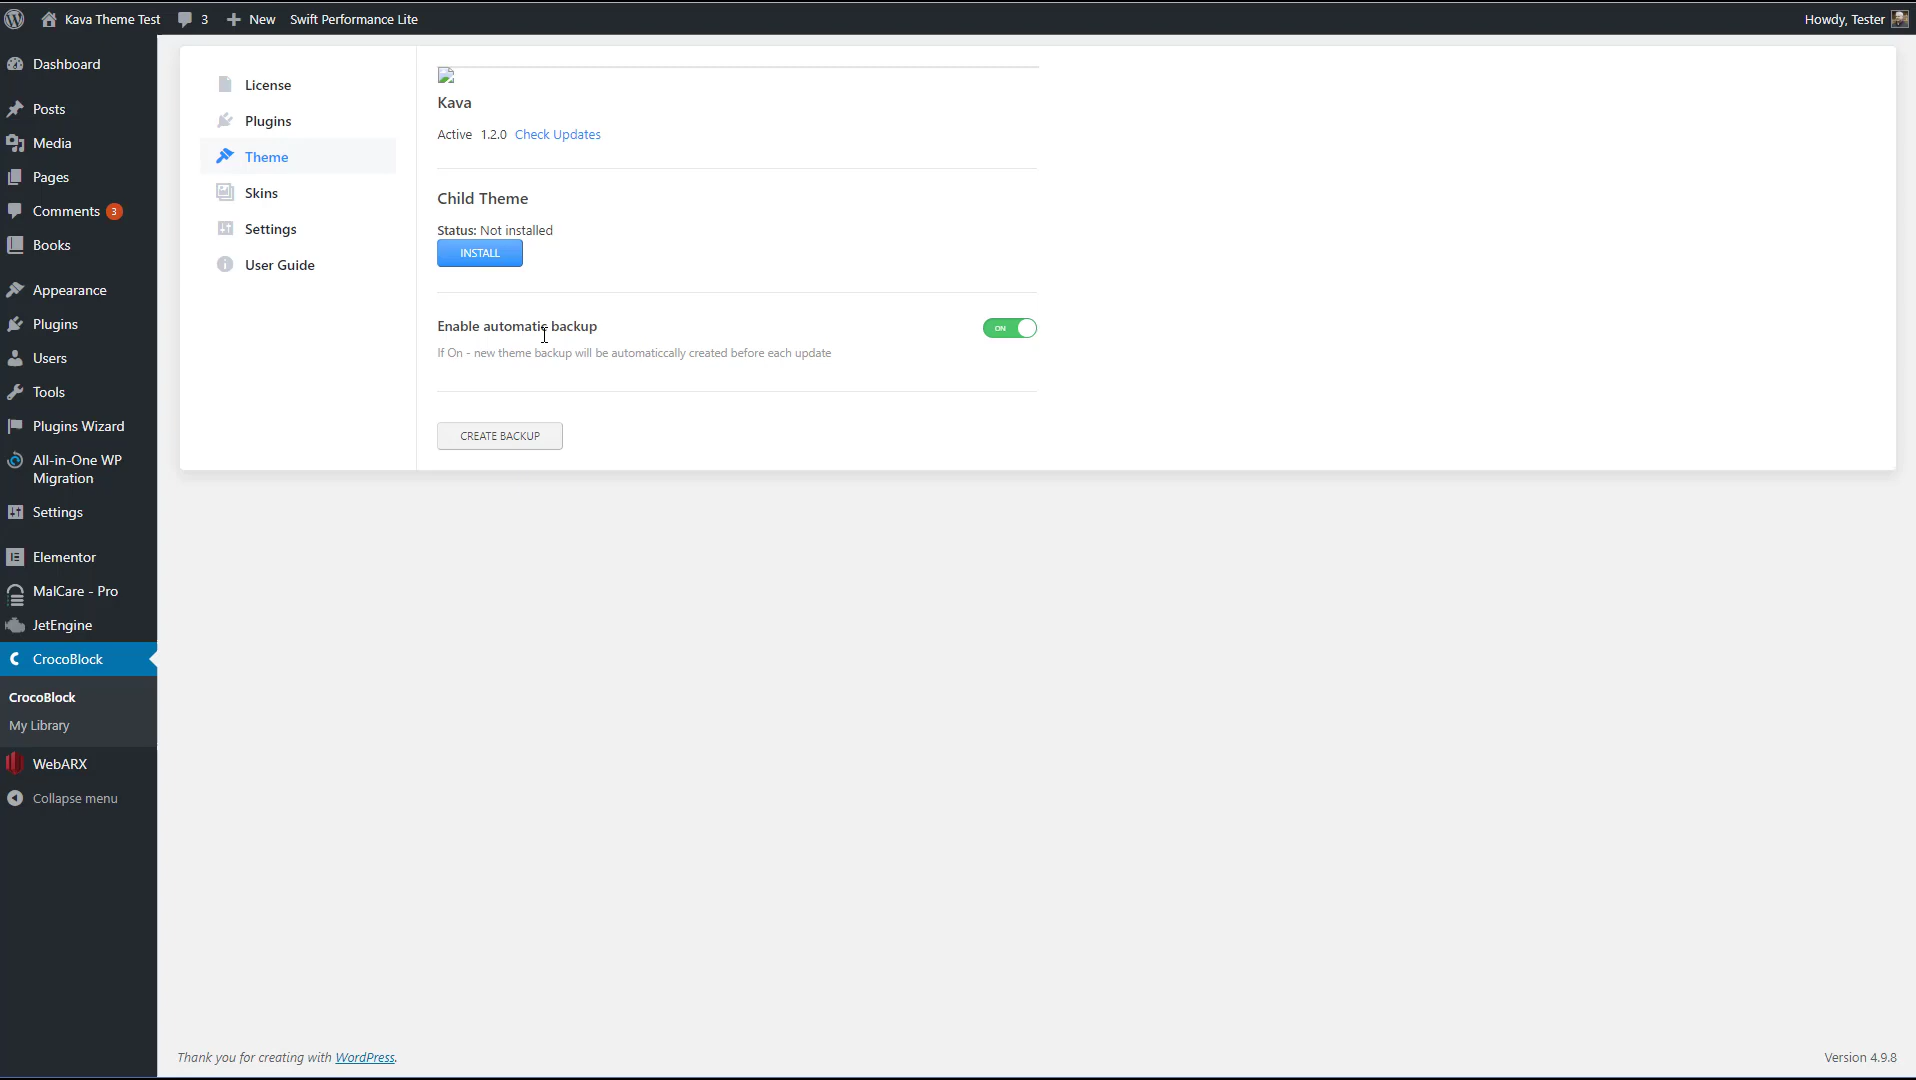 Kava Theme Test
3
New
Swift Performance Lite
Howdy, Tester
Dashboard
Posts
Media
Pages
Comments 3
Books
Appearance
Plugins
Users
Tools
Plugins Wizard
All-in-One WP
Migration
Settings
Elementor
MalCare - Pro
JetEngine
CrocoBlock
CrocoBlock
My Library
WebARX
Collapse menu
License
Plugins
Theme
Skins
Settings
User Guide
Kava
Active 1.2.0 Check Updates
Child Theme
Status: Not installed
INSTALL
Enable automatic backup
ON
If On - new theme backup will be automaticcally created before each update
CREATE BACKUP
Thank you for creating with WordPress.
Version 4.9.8